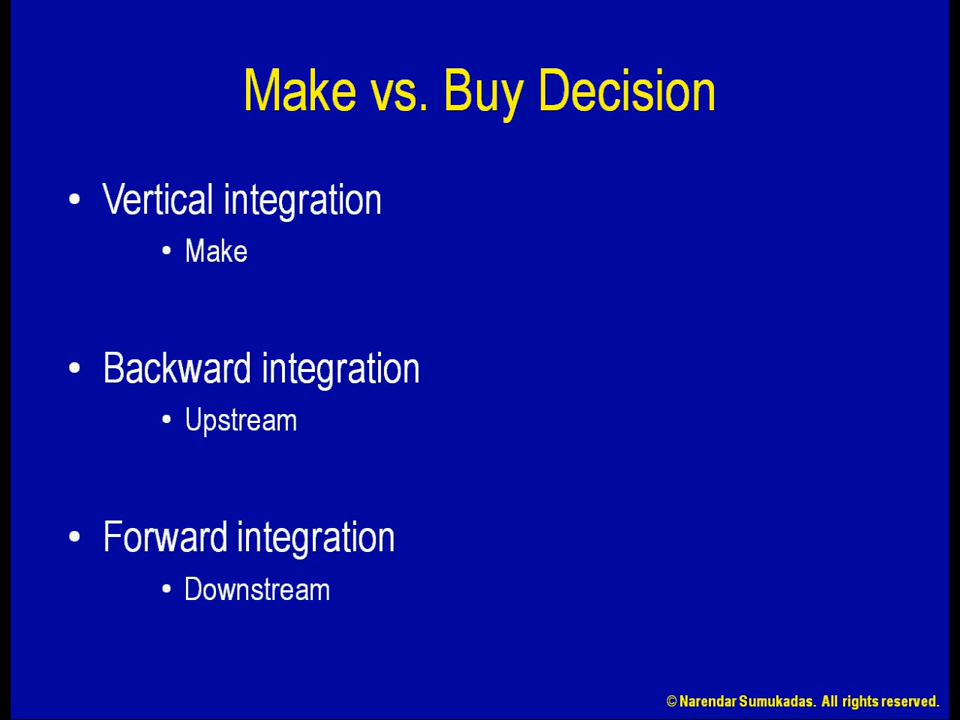 Make vs. Buy Decision
• Vertical integration
• Make
• Backward integration
• Upstream
• Forward integration
• Downstream
© Narendar Sumukadas. All rights reserved.